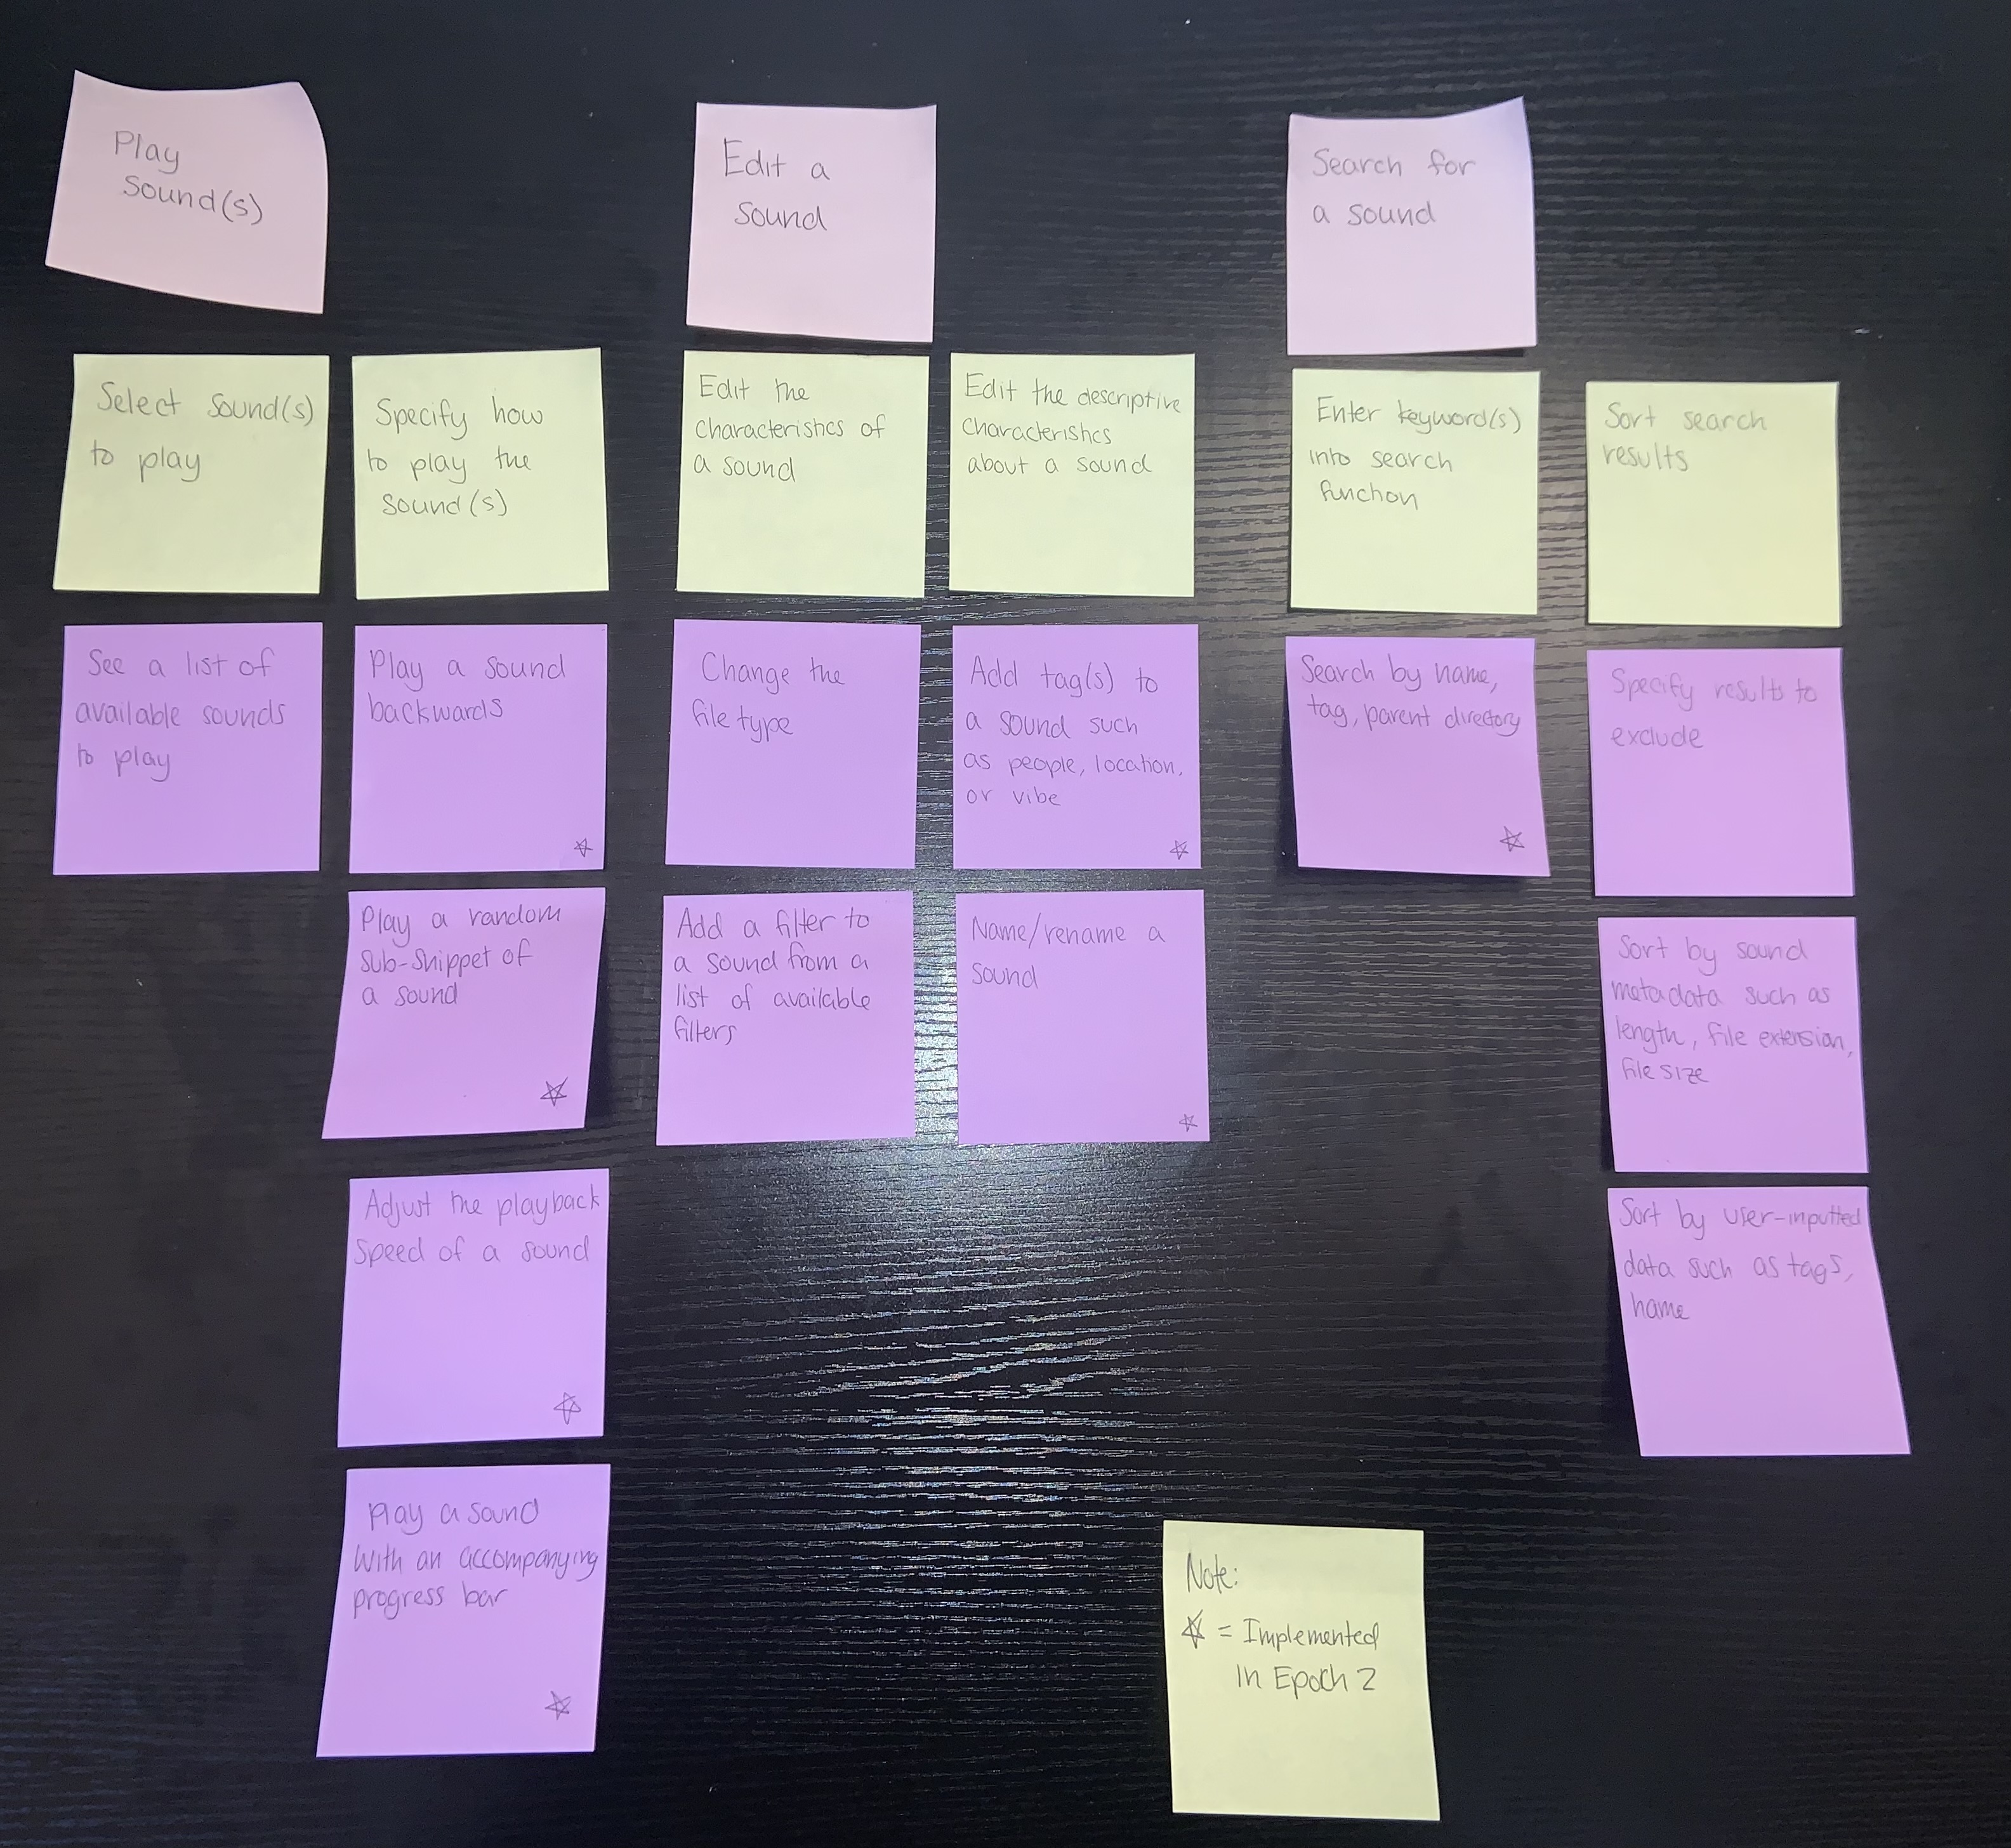 Play
Sound(s)
Edit a
Sound
Search for
a sound
Select Sound(s)
to play
Specify how
to play the
Sound(s)
Edit the
characteristics of
a sound
Edit the descriptive
characteristics
about a sound
Enter keyword(s)
into search
function
Sort search
results
See a list of
available sounds
to play
Play a sound
backwards
☆
Change the
file type
Add tag(s) to
a sound such
as people, location,
or vibe
☆
Search by name,
tag, parent directory
☆
Specify results to
exclude
Play a random
Sub-Snippet of
a sound
☆
Add a filter to
a sound from a
list of available
filters
Name/rename a
sound
☆
Sort by sound
metadata such as
length, file extension,
file size
Adjust the playback
Speed of a sound
☆
Sort by user-inputted
data such as tags,
name
Play a sound
With an accompanying
progress bar
☆
Note:
☆ = Implemented
in Epoch 2